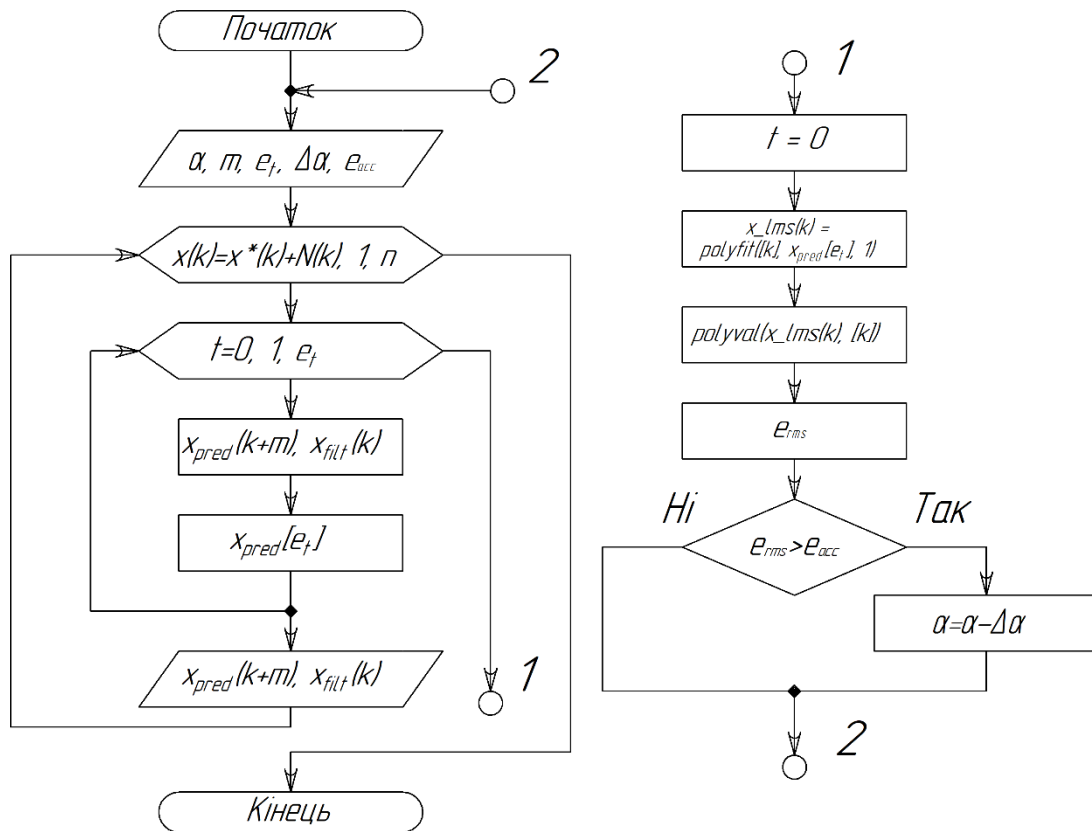 Початок
2
α, m, e_t, Δα, e_acc
x(k)=x*(k)+N(k), 1, n
t=0, 1, e_t
x_pred(k+m), x_filt(k)
x_pred[e_t]
x_pred(k+m), x_filt(k)
1
Кінець
1
t = 0
x_lms(k) =
polyfit([k], x_pred[e_t], 1)
polyval(x_lms(k), [k])
e_rms
Ні
Так
e_rms>e_acc
α=α-Δα
2